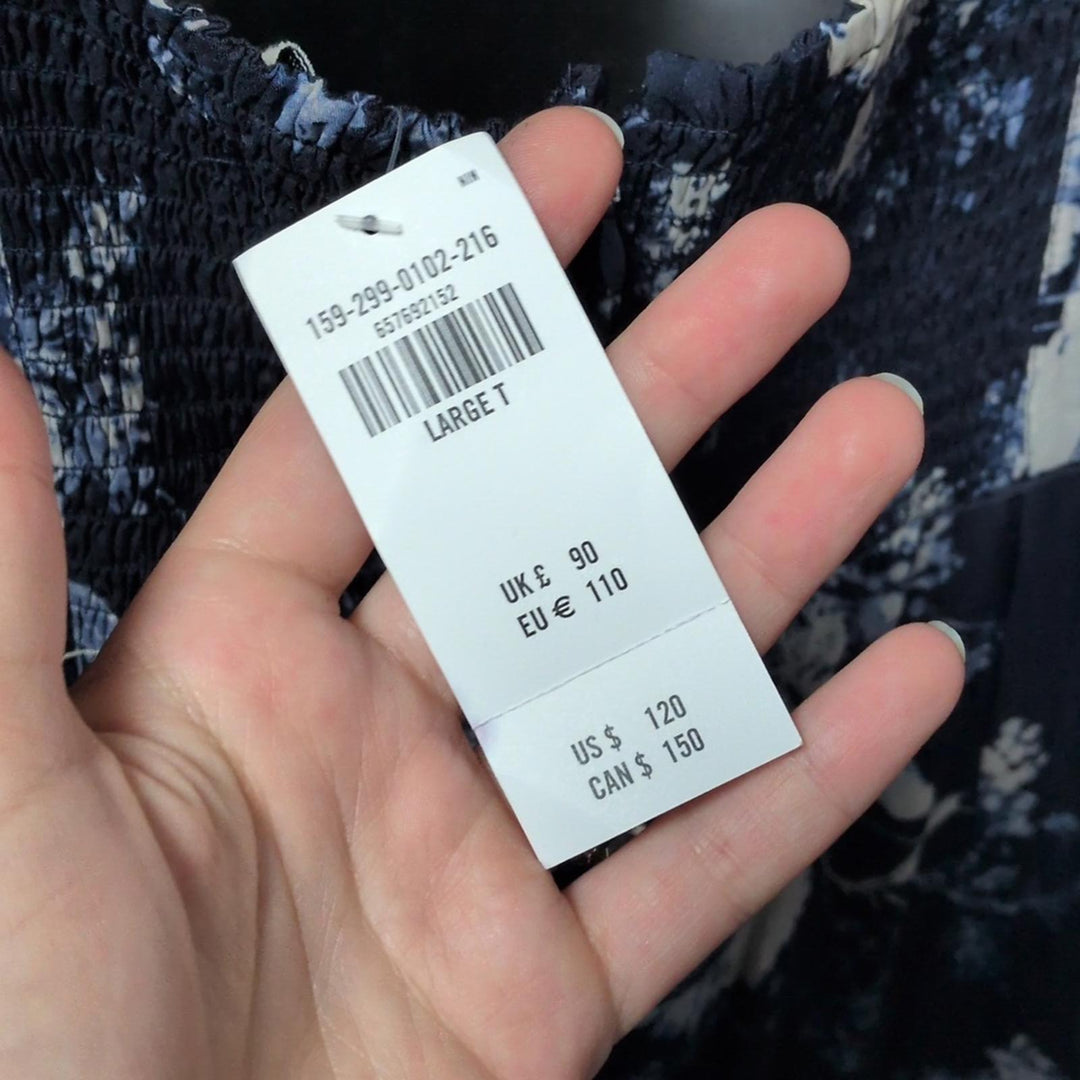 159-299-0102-216
657692152
LARGE T
UK £ 90
EU € 110
US $ 120
CAN $ 150